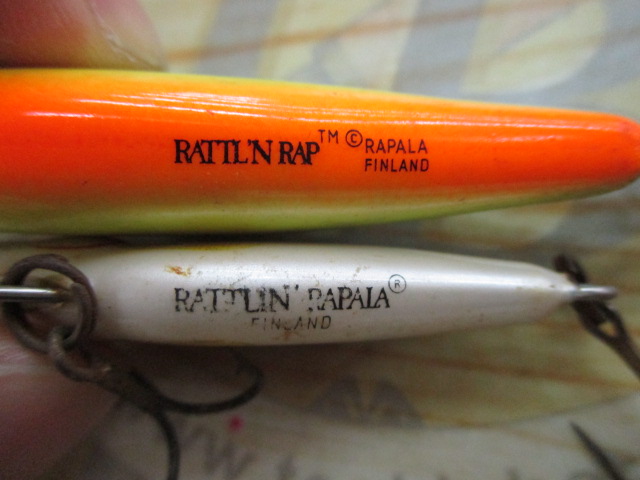 RATTL'N RAP™ © RAPALA
FINLAND
RATTLIN' RAPALA®
FINLAND